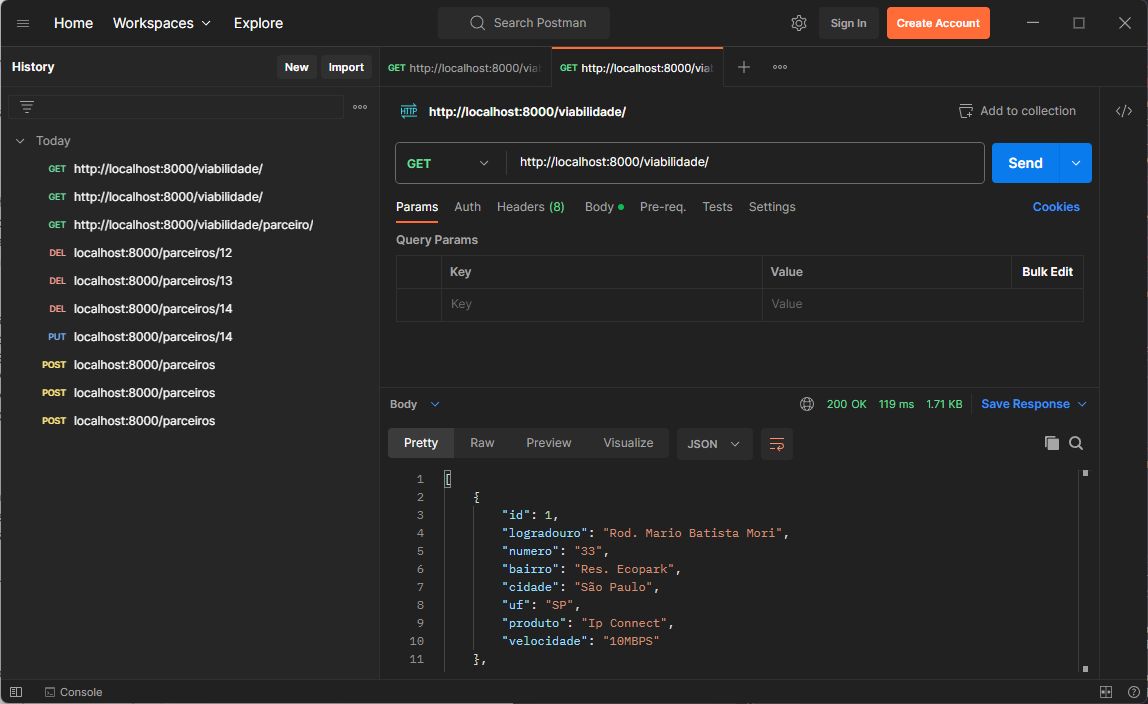 Home Workspaces Explore Search Postman Sign In Create Account
History New Import
GET http://localhost:8000/vial GET http://localhost:8000/vial
HTTP http://localhost:8000/viabilidade/ Add to collection
Today
GET http://localhost:8000/viabilidade/
GET http://localhost:8000/viabilidade/
GET http://localhost:8000/viabilidade/parceiro/
DEL localhost:8000/parceiros/12
DEL localhost:8000/parceiros/13
DEL localhost:8000/parceiros/14
PUT localhost:8000/parceiros/14
POST localhost:8000/parceiros
POST localhost:8000/parceiros
POST localhost:8000/parceiros
GET http://localhost:8000/viabilidade/ Send
Params Auth Headers (8) Body Pre-req. Tests Settings Cookies
Query Params
Key Value Bulk Edit
Key Value
Body 200 OK 119 ms 1.71 KB Save Response
Pretty Raw Preview Visualize JSON
1 [
2 {
3 "id": 1,
4 "logradouro": "Rod. Mario Batista Mori",
5 "numero": "33",
6 "bairro": "Res. Ecopark",
7 "cidade": "São Paulo",
8 "uf": "SP",
9 "produto": "Ip Connect",
10 "velocidade": "10MBPS"
11 },
Console